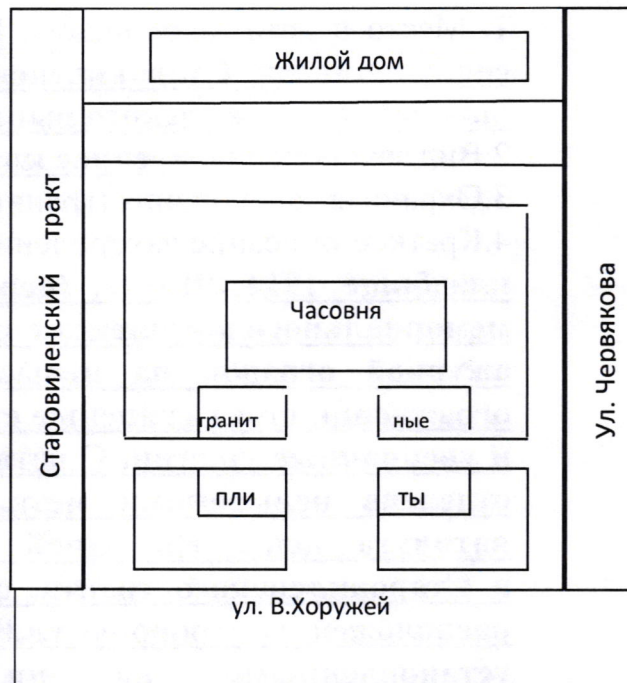 Жилой дом
Старовиленский тракт
Часовня
Ул. Червякова
гранит ные
пли ты
ул. В.Хоружей